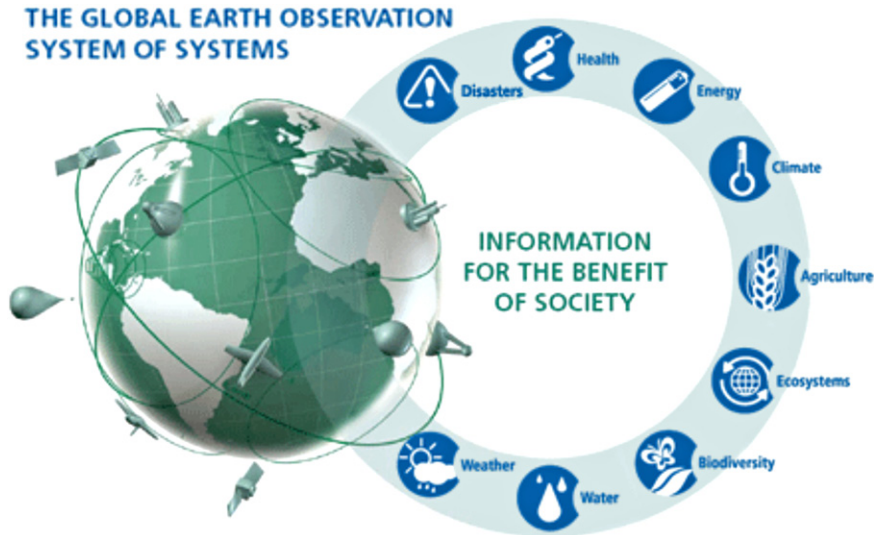 THE GLOBAL EARTH OBSERVATION
SYSTEM OF SYSTEMS
Disasters
Health
Energy
Climate
Agriculture
Ecosystems
Biodiversity
Water
Weather
INFORMATION
FOR THE BENEFIT
OF SOCIETY